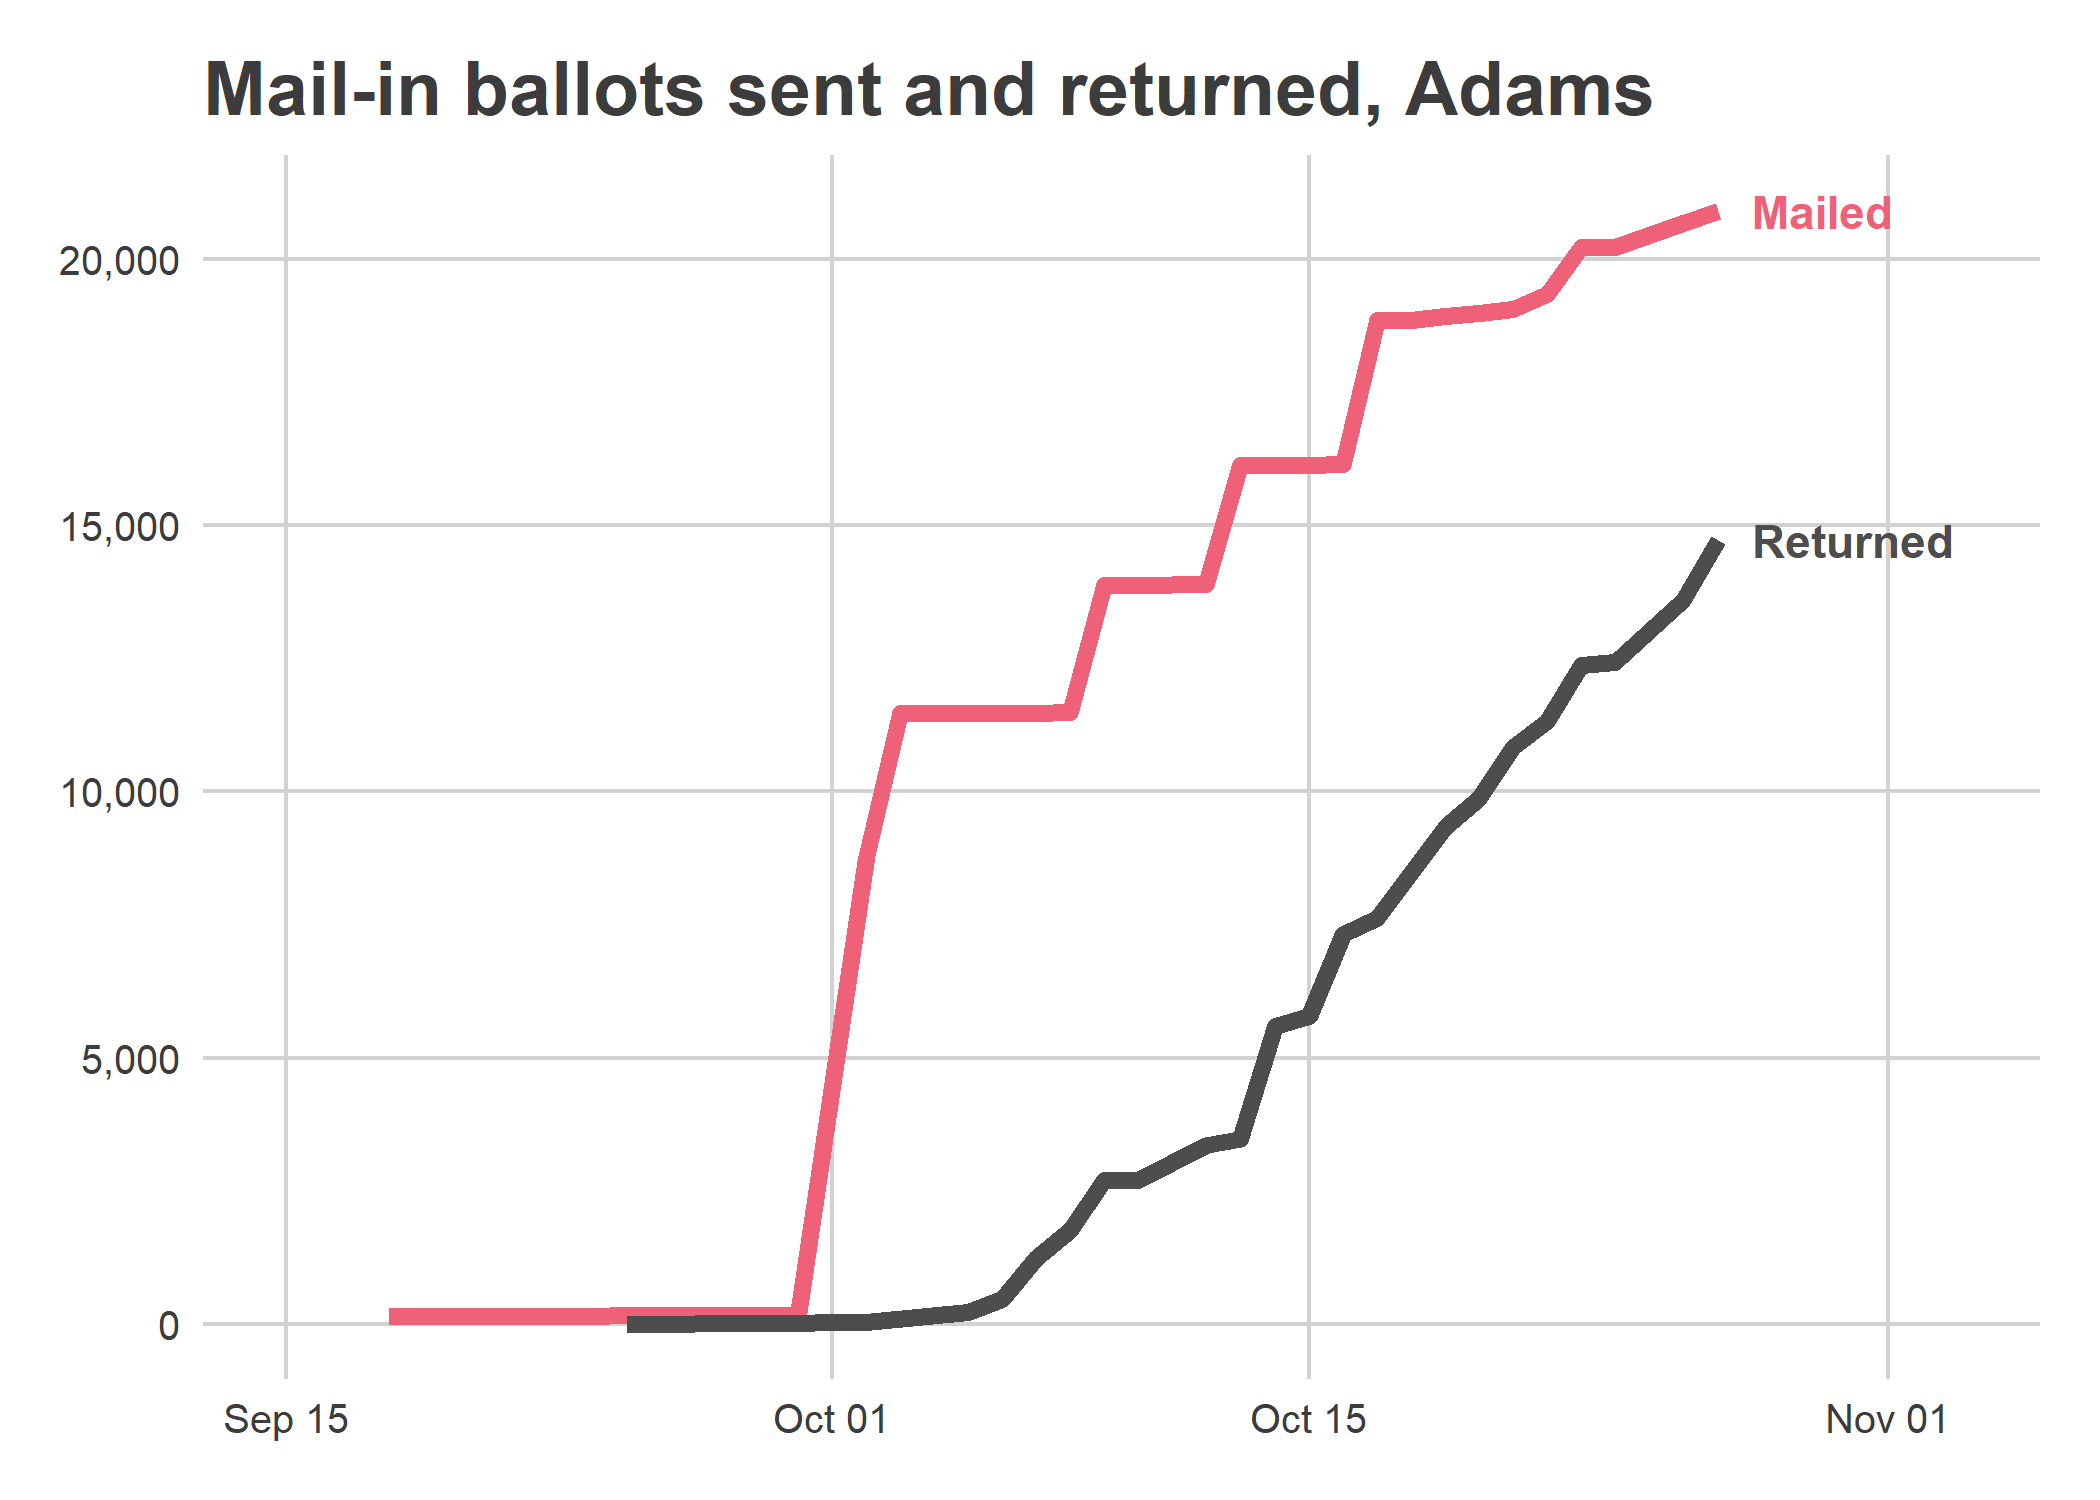 Mail-in ballots sent and returned, Adams
Mailed
20,000
15,000
Returned
10,000
5,000
0
Sep 15
Oct 01
Oct 15
Nov 01